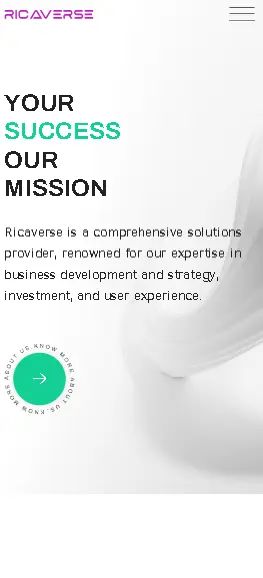 RICAVERSE
YOUR
SUCCESS
OUR
MISSION
Ricaverse is a comprehensive solutions
provider, renowned for our expertise in
business development and strategy,
investment, and user experience.
KNOW MORE ABOUT US. KNOW MORE ABOUT US.